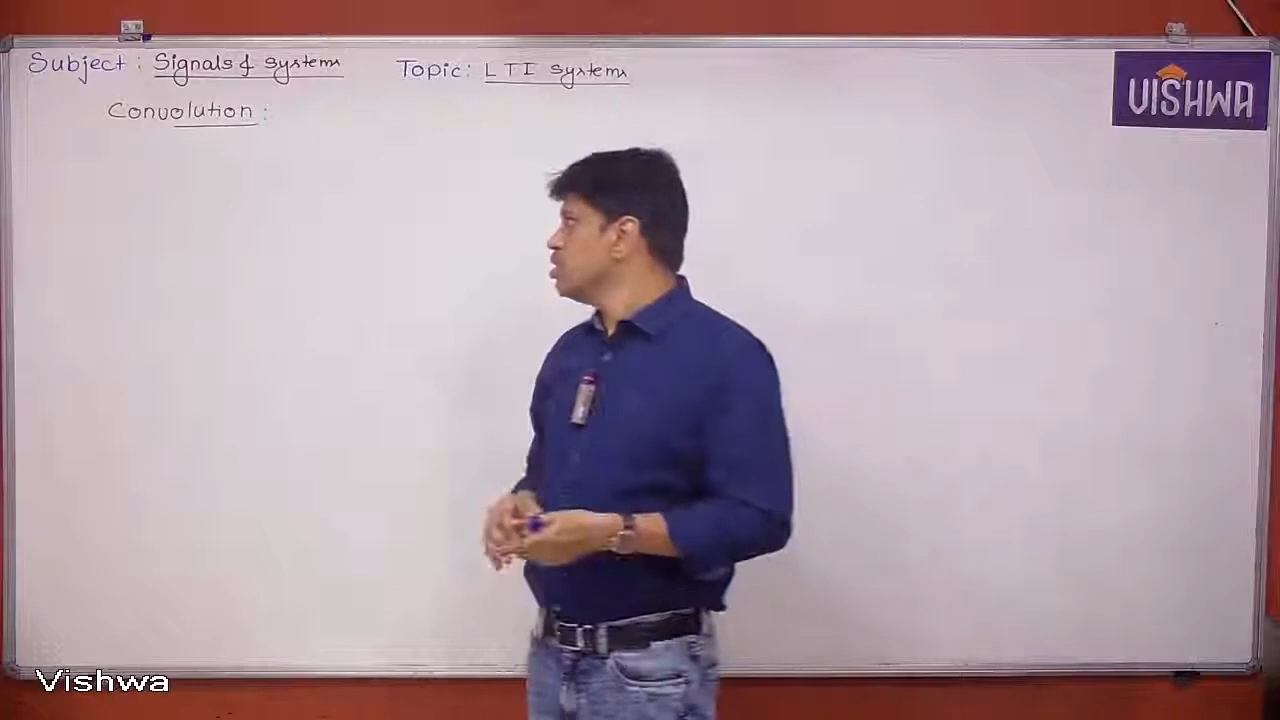 Subject: Signals & Systems Topic: LTI Systems
Convolution:
VISHWA
Vishwa